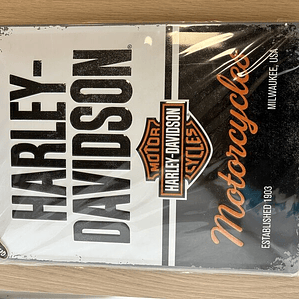 HARLEY-
DAVIDSON®
MOTOR
HARLEY-DAVIDSON
CYCLES
Motorcycles
ESTABLISHED 1903
MILWAUKEE, USA